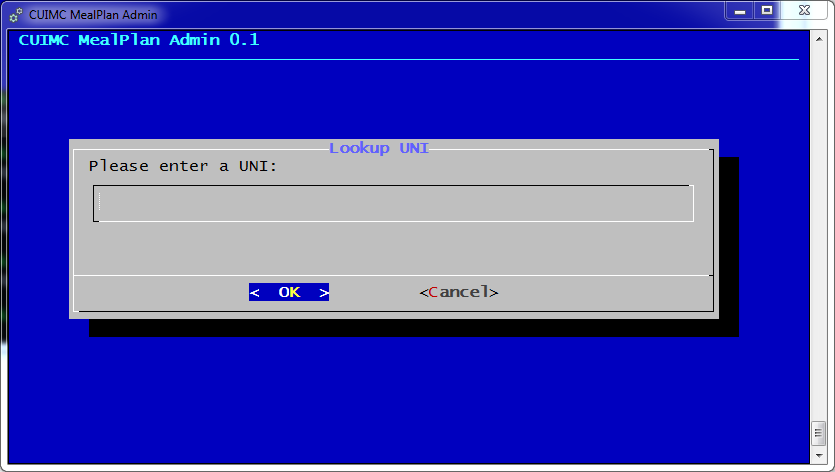 CUIMC MealPlan Admin
CUIMC MealPlan Admin 0.1
Lookup UNI
Please enter a UNI:
< OK > <Cancel>